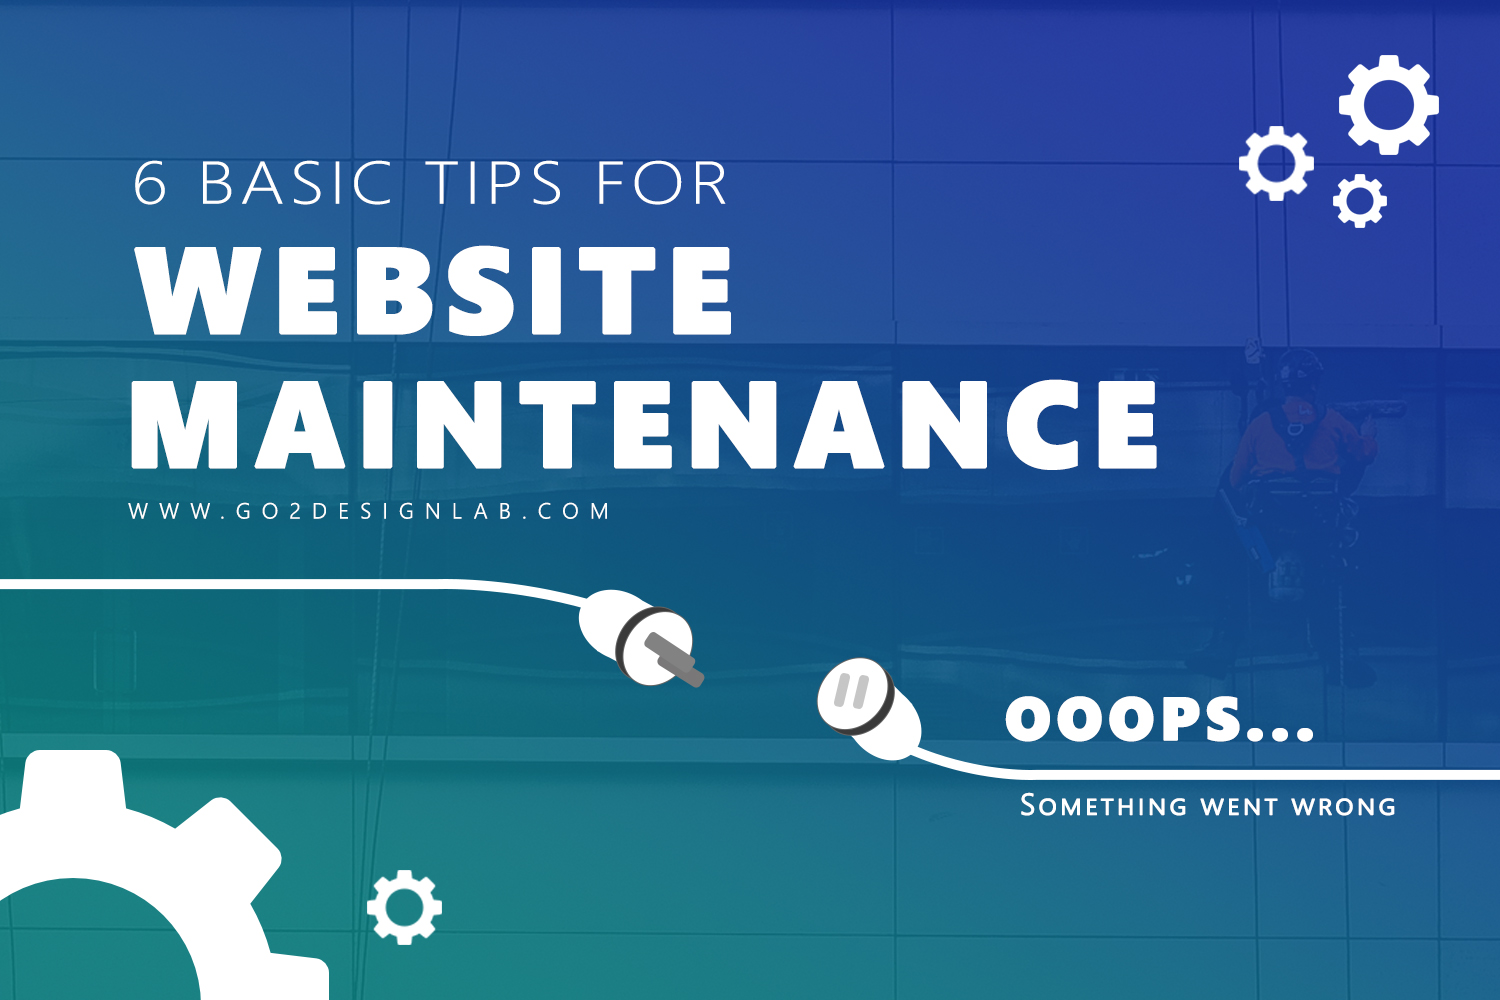 6 BASIC TIPS FOR
WEBSITE
MAINTENANCE
WWW.GO2DESIGNLAB.COM
OOOPS...
SOMETHING WENT WRONG